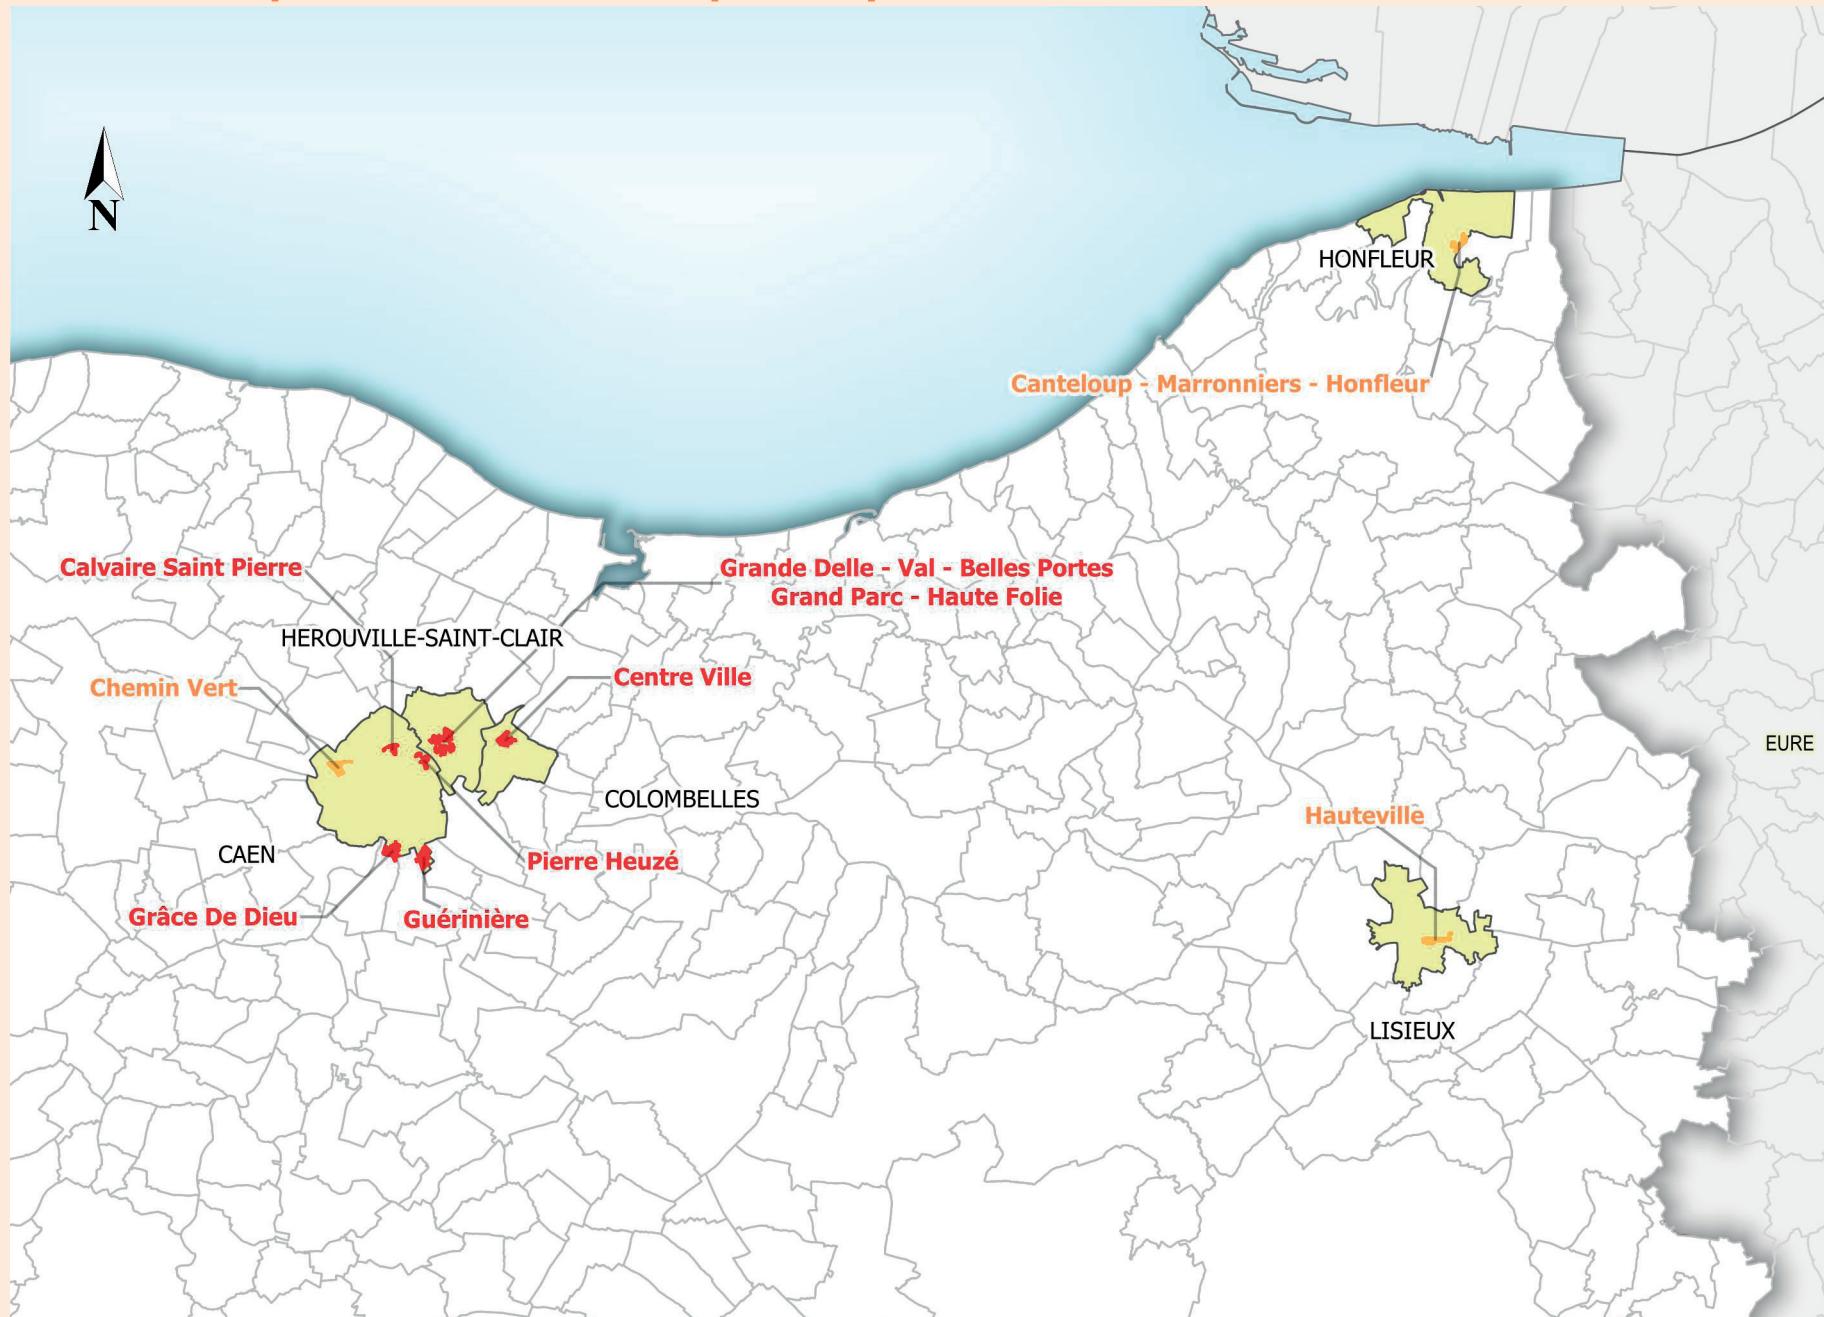 N
HONFLEUR
Canteloup - Marronniers - Honfleur
Calvaire Saint Pierre
Grande Delle - Val - Belles Portes
Grand Parc - Haute Folie
HEROUVILLE-SAINT-CLAIR
Centre Ville
Chemin Vert
EURE
COLOMBELLES
Hauteville
CAEN
Pierre Heuzé
Grâce De Dieu
Guérinière
LISIEUX